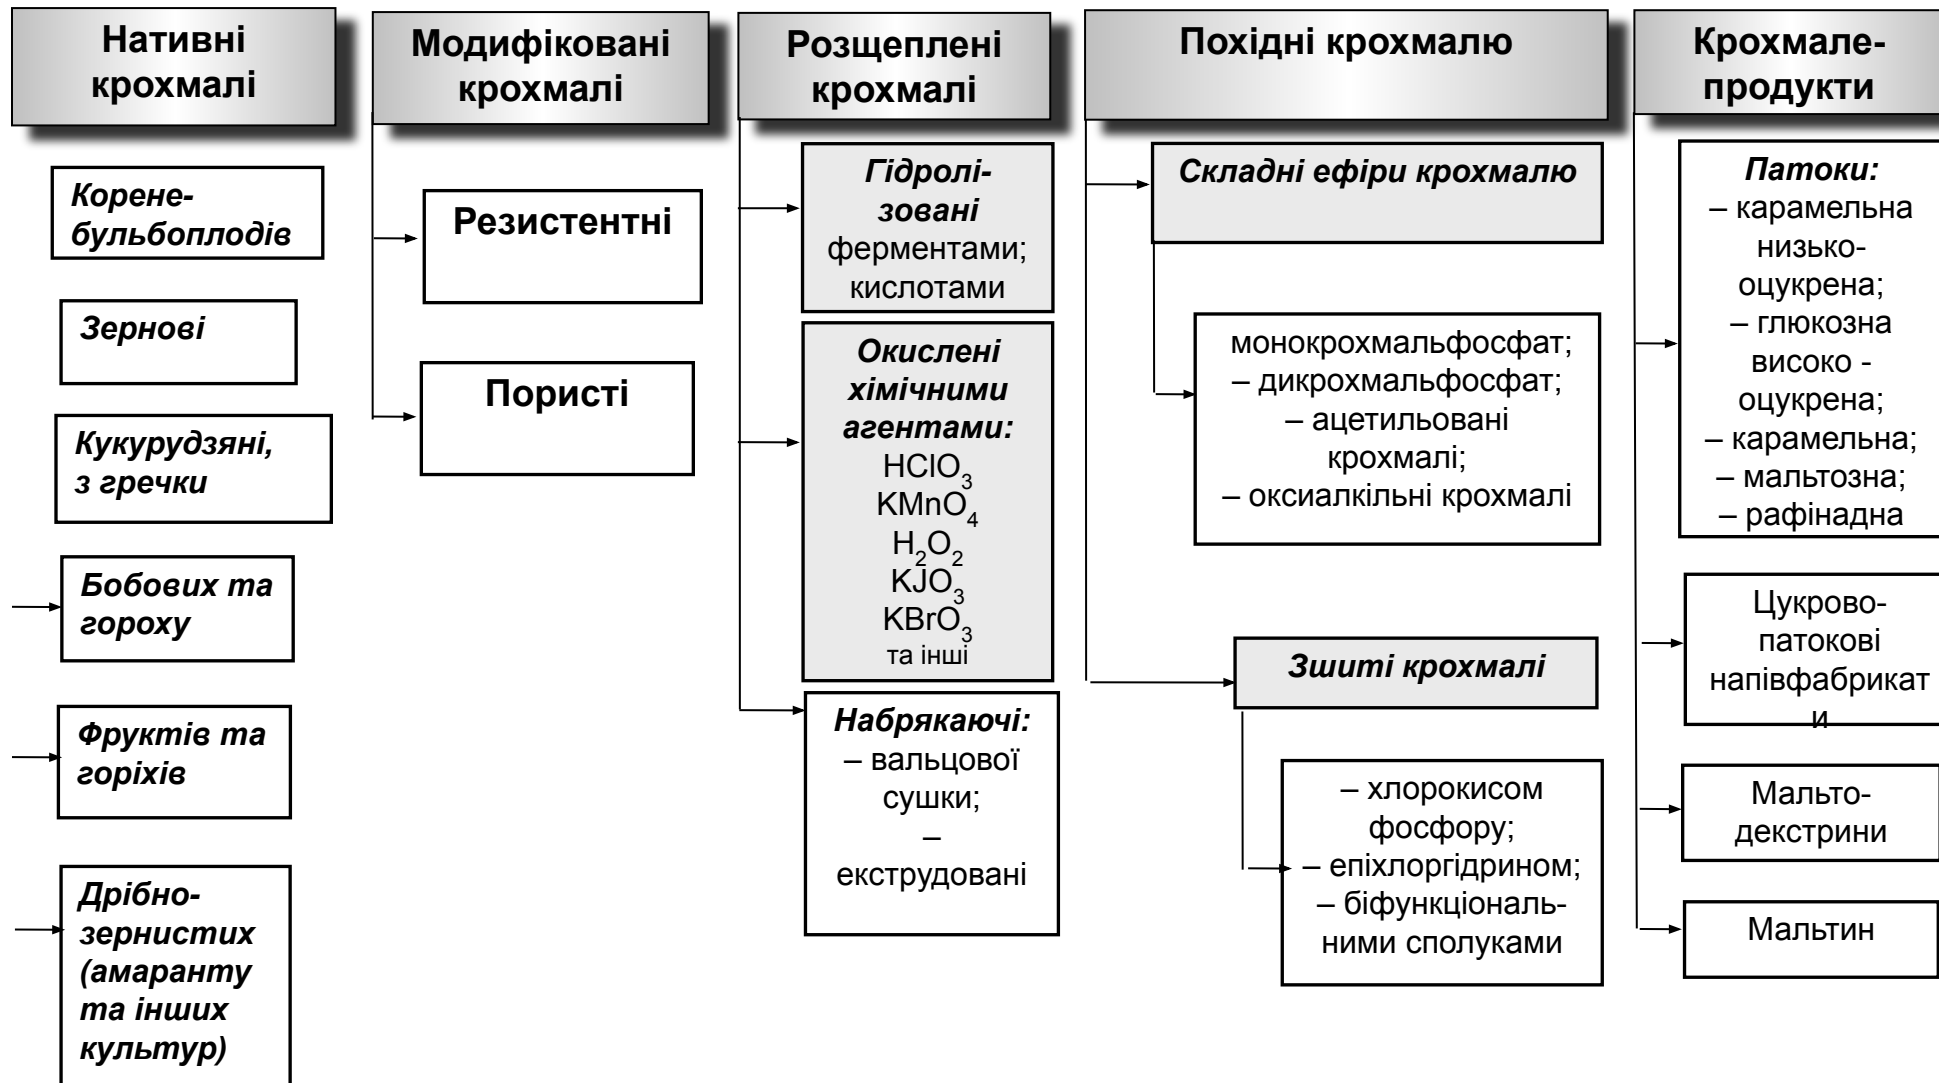 Нативні
крохмалі
Корене-
бульбоплодів
Зернові
Кукурудзяні,
з гречки
Бобових та
гороху
Фруктів та
горіхів
Дрібно-
зернистих
(амаранту
та інших
культур)
Модифіковані
крохмалі
Резистентні
Пористі
Розщеплені
крохмалі
Гідролі-
зовані
ферментами;
кислотами
Окислені
хімічними
агентами:
HClO₃
KMnO₄
H₂O₂
KJO₃
KBrO₃
та інші
Набрякаючі:
– вальцової
сушки;
–
екструдовані
Похідні крохмалю
Складні ефіри крохмалю
монокрохмальфосфат;
– дикрохмальфосфат;
– ацетильовані
крохмалі;
– оксиалкільні крохмалі
Зшиті крохмалі
– хлорокисом
фосфору;
– епіхлоргідрином;
– біфункціональ-
ними сполуками
Крохмале-
продукти
Патоки:
– карамельна
низько-
оцукрена;
– глюкозна
високо -
оцукрена;
– карамельна;
– мальтозна;
– рафінадна
Цукрово-
патокові
напівфабрикат
и
Мальто-
декстрини
Мальтин